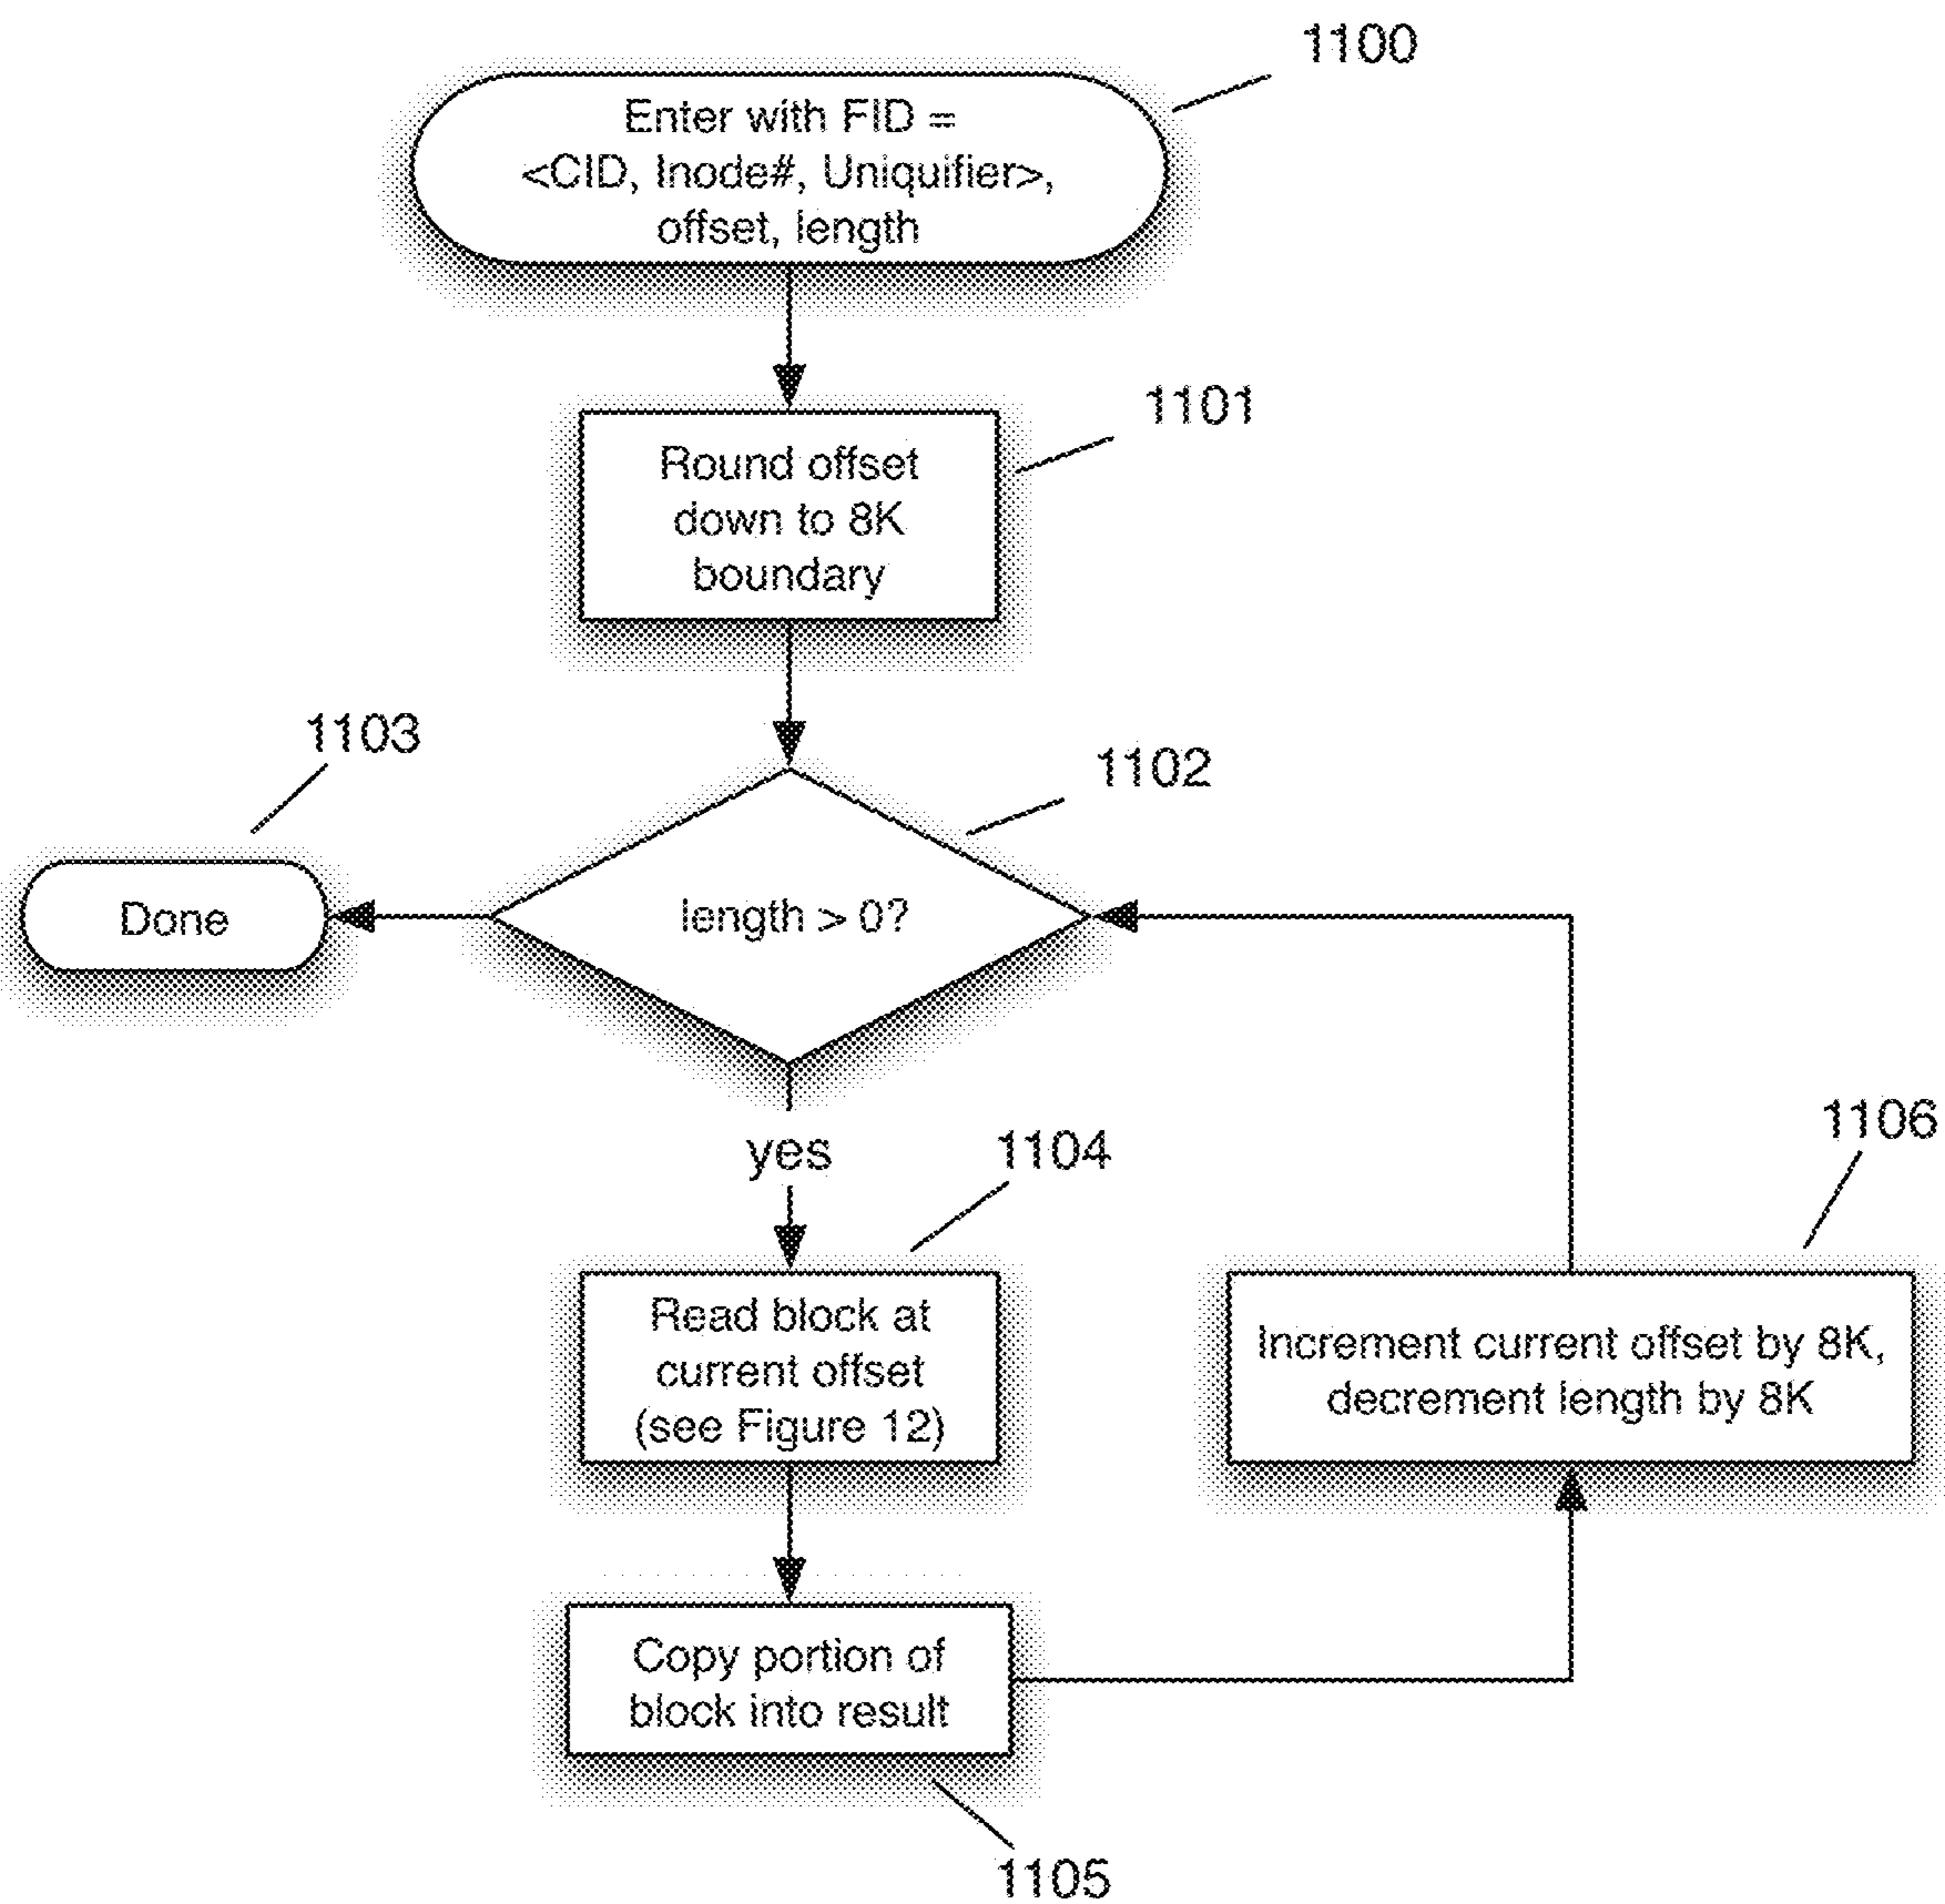 1100
Enter with FID =
<CID, Inode#, Uniquifier>,
offset, length
1101
Round offset
down to 8K
boundary
1103
1102
Done
length > 0?
yes
1104
1106
Read block at
current offset
(see Figure 12)
Increment current offset by 8K,
decrement length by 8K
Copy portion of
block into result
1105